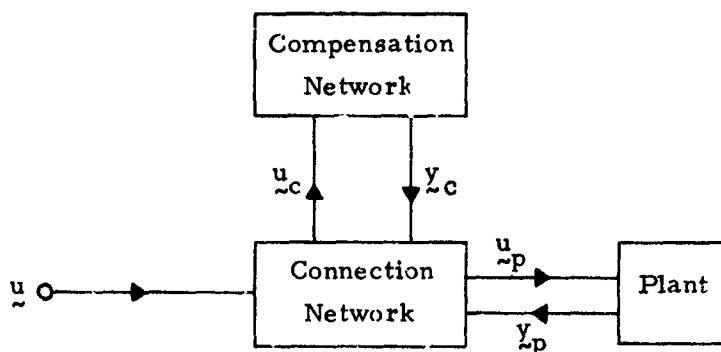 Compensation
Network
u_c
y_c
Connection
Network
u_p
Plant
y_p
u